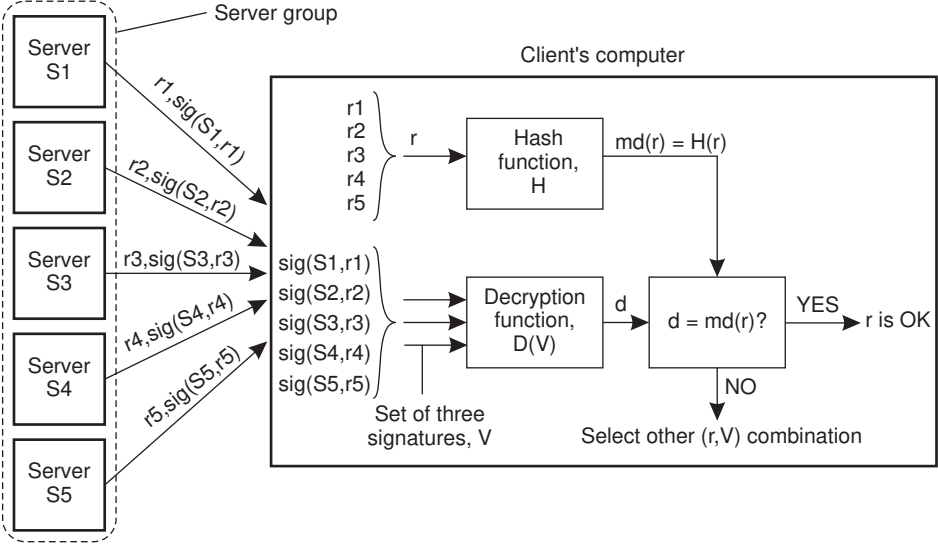 Server group
Server
S1
Server
S2
Server
S3
Server
S4
Server
S5
r1,sig(S1,r1)
r2,sig(S2,r2)
r3,sig(S3,r3)
r4,sig(S4,r4)
r5,sig(S5,r5)
Client's computer
r1
r2
r3
r4
r5
r
Hash
function,
H
md(r) = H(r)
sig(S1,r1)
sig(S2,r2)
sig(S3,r3)
sig(S4,r4)
sig(S5,r5)
Set of three
signatures, V
Decryption
function,
D(V)
d
d = md(r)?
YES
r is OK
NO
Select other (r,V) combination